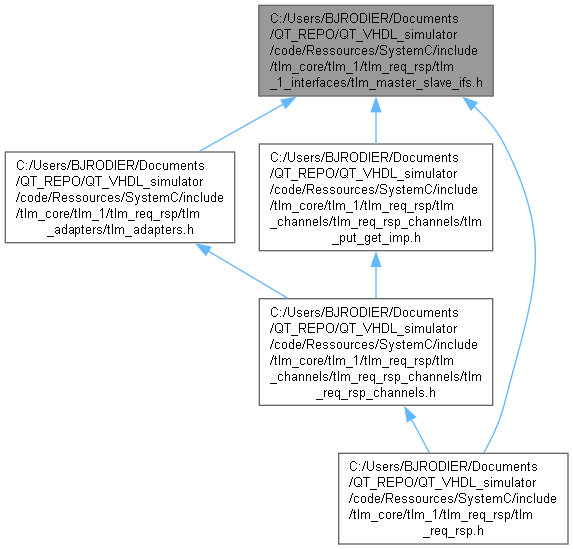 C:/Users/BJRODIER/Documents
/QT_REPO/QT_VHDL_simulator
/code/Ressources/SystemC/include
/tlm_core/tlm_1/tlm_req_rsp/tlm
_1_interfaces/tlm_master_slave_ifs.h
C:/Users/BJRODIER/Documents
/QT_REPO/QT_VHDL_simulator
/code/Ressources/SystemC/include
/tlm_core/tlm_1/tlm_req_rsp/tlm
_adapters/tlm_adapters.h
C:/Users/BJRODIER/Documents
/QT_REPO/QT_VHDL_simulator
/code/Ressources/SystemC/include
/tlm_core/tlm_1/tlm_req_rsp/tlm
_channels/tlm_req_rsp_channels/tlm
_put_get_imp.h
C:/Users/BJRODIER/Documents
/QT_REPO/QT_VHDL_simulator
/code/Ressources/SystemC/include
/tlm_core/tlm_1/tlm_req_rsp/tlm
_channels/tlm_req_rsp_channels/tlm
_req_rsp_channels.h
C:/Users/BJRODIER/Documents
/QT_REPO/QT_VHDL_simulator
/code/Ressources/SystemC/include
/tlm_core/tlm_1/tlm_req_rsp/tlm
_req_rsp.h